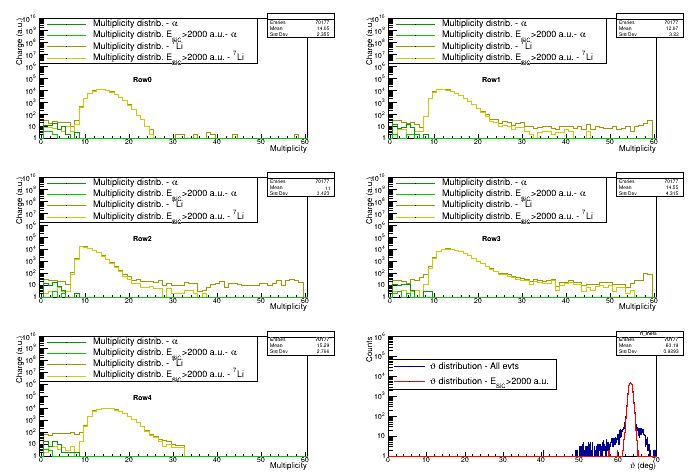 Multiplicity distrib. - α
Multiplicity distrib. E_SiC>2000 a.u.- α
Multiplicity distrib. - ⁷Li
Multiplicity distrib. E_SiC>2000 a.u. - ⁷Li
Entries 70177
Mean 14.65
Std Dev 2.355
Charge (a.u.)
Row0
Multiplicity
Multiplicity distrib. - α
Multiplicity distrib. E_SiC>2000 a.u.- α
Multiplicity distrib. - ⁷Li
Multiplicity distrib. E_SiC>2000 a.u. - ⁷Li
Entries 70177
Mean 12.67
Std Dev 3.22
Charge (a.u.)
Row1
Multiplicity
Multiplicity distrib. - α
Multiplicity distrib. E_SiC>2000 a.u.- α
Multiplicity distrib. - ⁷Li
Multiplicity distrib. E_SiC>2000 a.u. - ⁷Li
Entries 70177
Mean 11
Std Dev 3.423
Charge (a.u.)
Row2
Multiplicity
Multiplicity distrib. - α
Multiplicity distrib. E_SiC>2000 a.u.- α
Multiplicity distrib. - ⁷Li
Multiplicity distrib. E_SiC>2000 a.u. - ⁷Li
Entries 70177
Mean 14.55
Std Dev 4.315
Charge (a.u.)
Row3
Multiplicity
Multiplicity distrib. - α
Multiplicity distrib. E_SiC>2000 a.u.- α
Multiplicity distrib. - ⁷Li
Multiplicity distrib. E_SiC>2000 a.u. - ⁷Li
Entries 70177
Mean 15.29
Std Dev 2.766
Charge (a.u.)
Row4
Multiplicity
ϑ distribution - All evts
ϑ distribution - E_SiC>2000 a.u.
Entries 70177
Mean 63.19
Std Dev 0.9293
Counts
ϑ (deg)